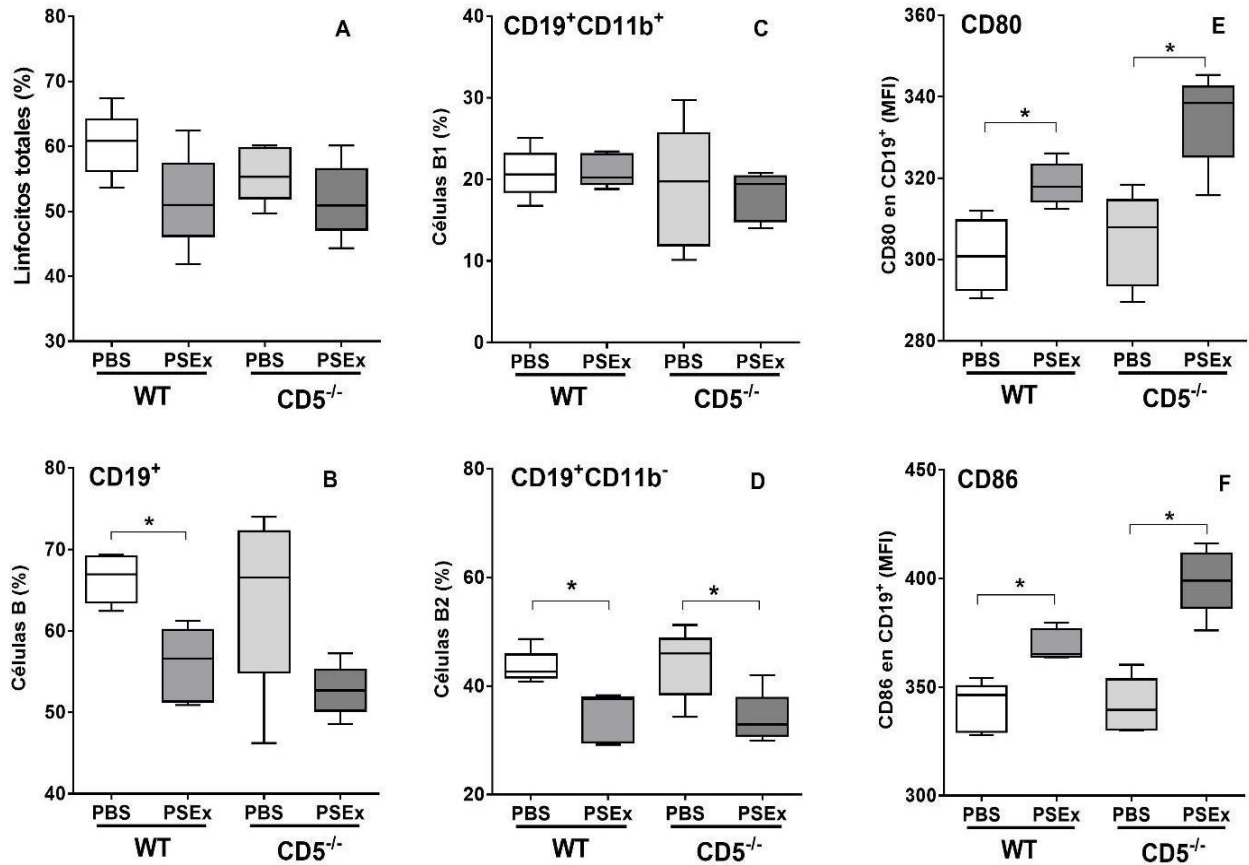 A
Linfocitos totales (%)
80
70
60
50
40
30
PBS PSEx PBS PSEx
WT CD5-/-
CD19+CD11b+ C
Células B1 (%)
40
30
20
10
0
PBS PSEx PBS PSEx
WT CD5-/-
CD80 E
CD80 en CD19+ (MFI)
360
340
320
300
280
* *
PBS PSEx PBS PSEx
WT CD5-/-
CD19+ B
Células B (%)
80
70
60
50
40
*
PBS PSEx PBS PSEx
WT CD5-/-
CD19+CD11b- D
Células B2 (%)
80
60
40
20
* *
PBS PSEx PBS PSEx
WT CD5-/-
CD86 F
CD86 en CD19+ (MFI)
450
400
350
300
* *
PBS PSEx PBS PSEx
WT CD5-/-